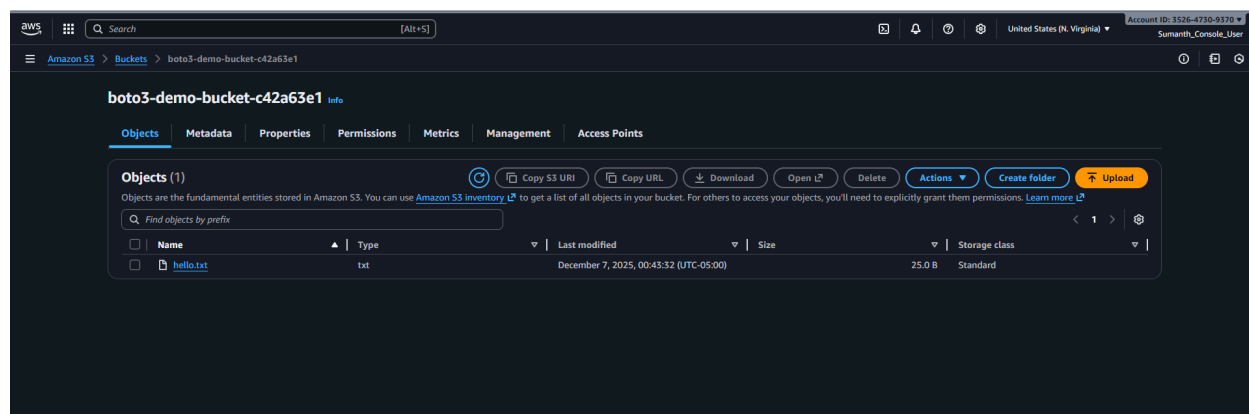 aws Search [Alt+S] United States (N. Virginia) Account ID: 3526-4730-9370
Sumanth_Console_User
Amazon S3 > Buckets > boto3-demo-bucket-c42a63e1
boto3-demo-bucket-c42a63e1 Info
Objects Metadata Properties Permissions Metrics Management Access Points
Objects (1) Copy S3 URI Copy URL Download Open Delete Actions Create folder Upload
Objects are the fundamental entities stored in Amazon S3. You can use Amazon S3 inventory to get a list of all objects in your bucket. For others to access your objects, you'll need to explicitly grant them permissions. Learn more
Find objects by prefix < 1 >
Name Type Last modified Size Storage class
hello.txt txt December 7, 2025, 00:43:32 (UTC-05:00) 25.0 B Standard